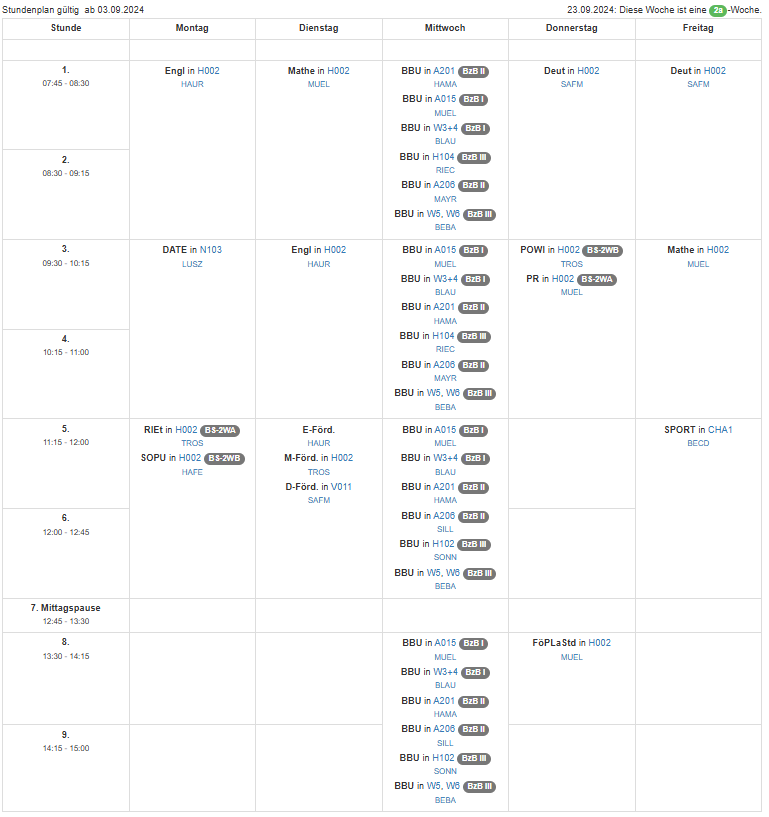 Stundenplan gültig ab 03.09.2024
23.09.2024: Diese Woche ist eine 2a -Woche.
Stunde Montag Dienstag Mittwoch Donnerstag Freitag
1.
07:45 - 08:30
Engl in H002
HAUR
Mathe in H002
MUEL
BBU in A201 BzB II
HAMA
BBU in A015 BzB I
MUEL
BBU in W3+4 BzB I
BLAU
BBU in H104 BzB III
RIEC
BBU in A206 BzB II
MAYR
BBU in W5, W6 BzB III
BEBA
Deut in H002
SAFM
Deut in H002
SAFM
2.
08:30 - 09:15
3.
09:30 - 10:15
DATE in N103
LUSZ
Engl in H002
HAUR
BBU in A015 BzB I
MUEL
BBU in W3+4 BzB I
BLAU
BBU in A201 BzB II
HAMA
BBU in H104 BzB III
RIEC
BBU in A206 BzB II
MAYR
BBU in W5, W6 BzB III
BEBA
POWI in H002 BS-2WB
TROS
PR in H002 BS-2WA
MUEL
Mathe in H002
MUEL
4.
10:15 - 11:00
5.
11:15 - 12:00
RIEt in H002 BS-2WA
TROS
SOPU in H002 BS-2WB
HAFE
E-Förd.
HAUR
M-Förd. in H002
TROS
D-Förd. in V011
SAFM
BBU in A015 BzB I
MUEL
BBU in W3+4 BzB I
BLAU
BBU in A201 BzB II
HAMA
BBU in A206 BzB II
SILL
BBU in H102 BzB III
SONN
BBU in W5, W6 BzB III
BEBA
SPORT in CHA1
BECD
6.
12:00 - 12:45
7. Mittagspause
12:45 - 13:30
8.
13:30 - 14:15
BBU in A015 BzB I
MUEL
BBU in W3+4 BzB I
BLAU
BBU in A201 BzB II
HAMA
BBU in A206 BzB II
SILL
BBU in H102 BzB III
SONN
BBU in W5, W6 BzB III
BEBA
FöPLaStd in H002
MUEL
9.
14:15 - 15:00